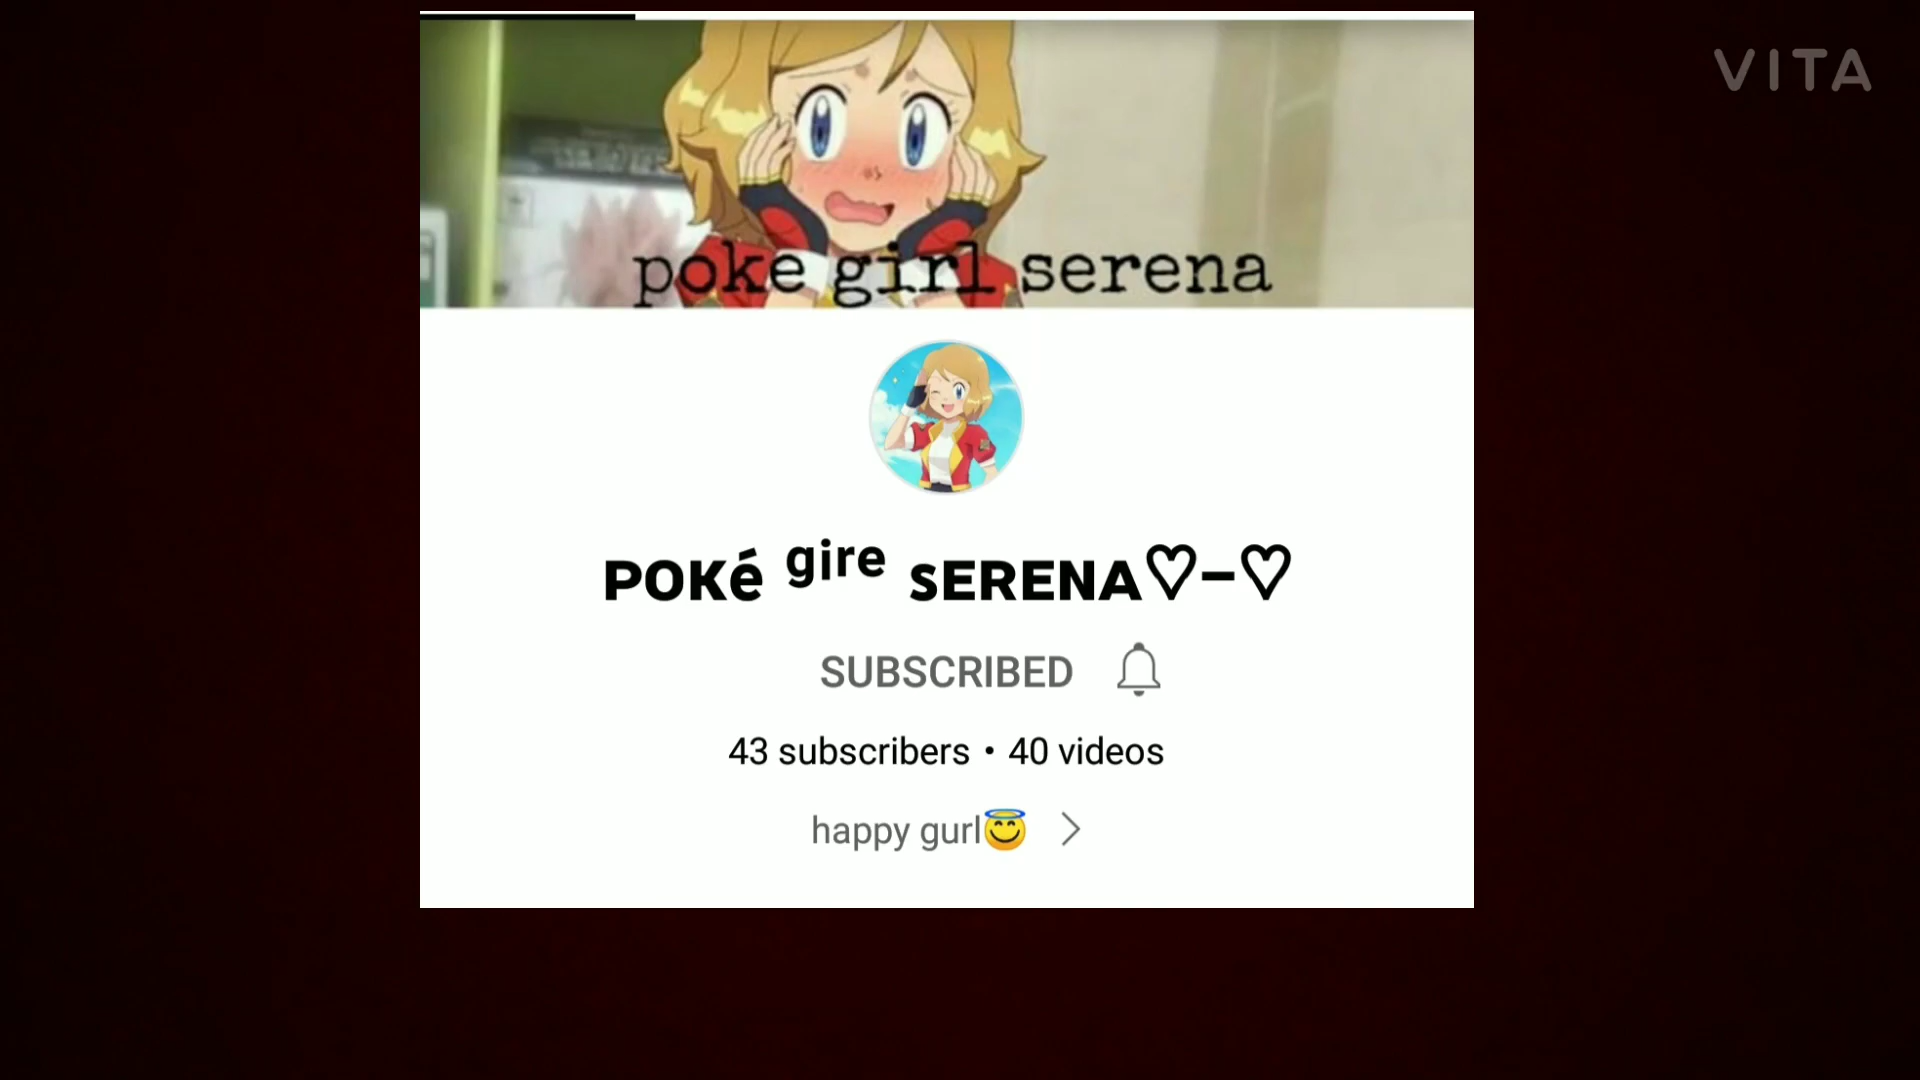 VITA
poke girl serena
POKé gire SERENA♡-♡
SUBSCRIBED
43 subscribers • 40 videos
happy gurl😇 >